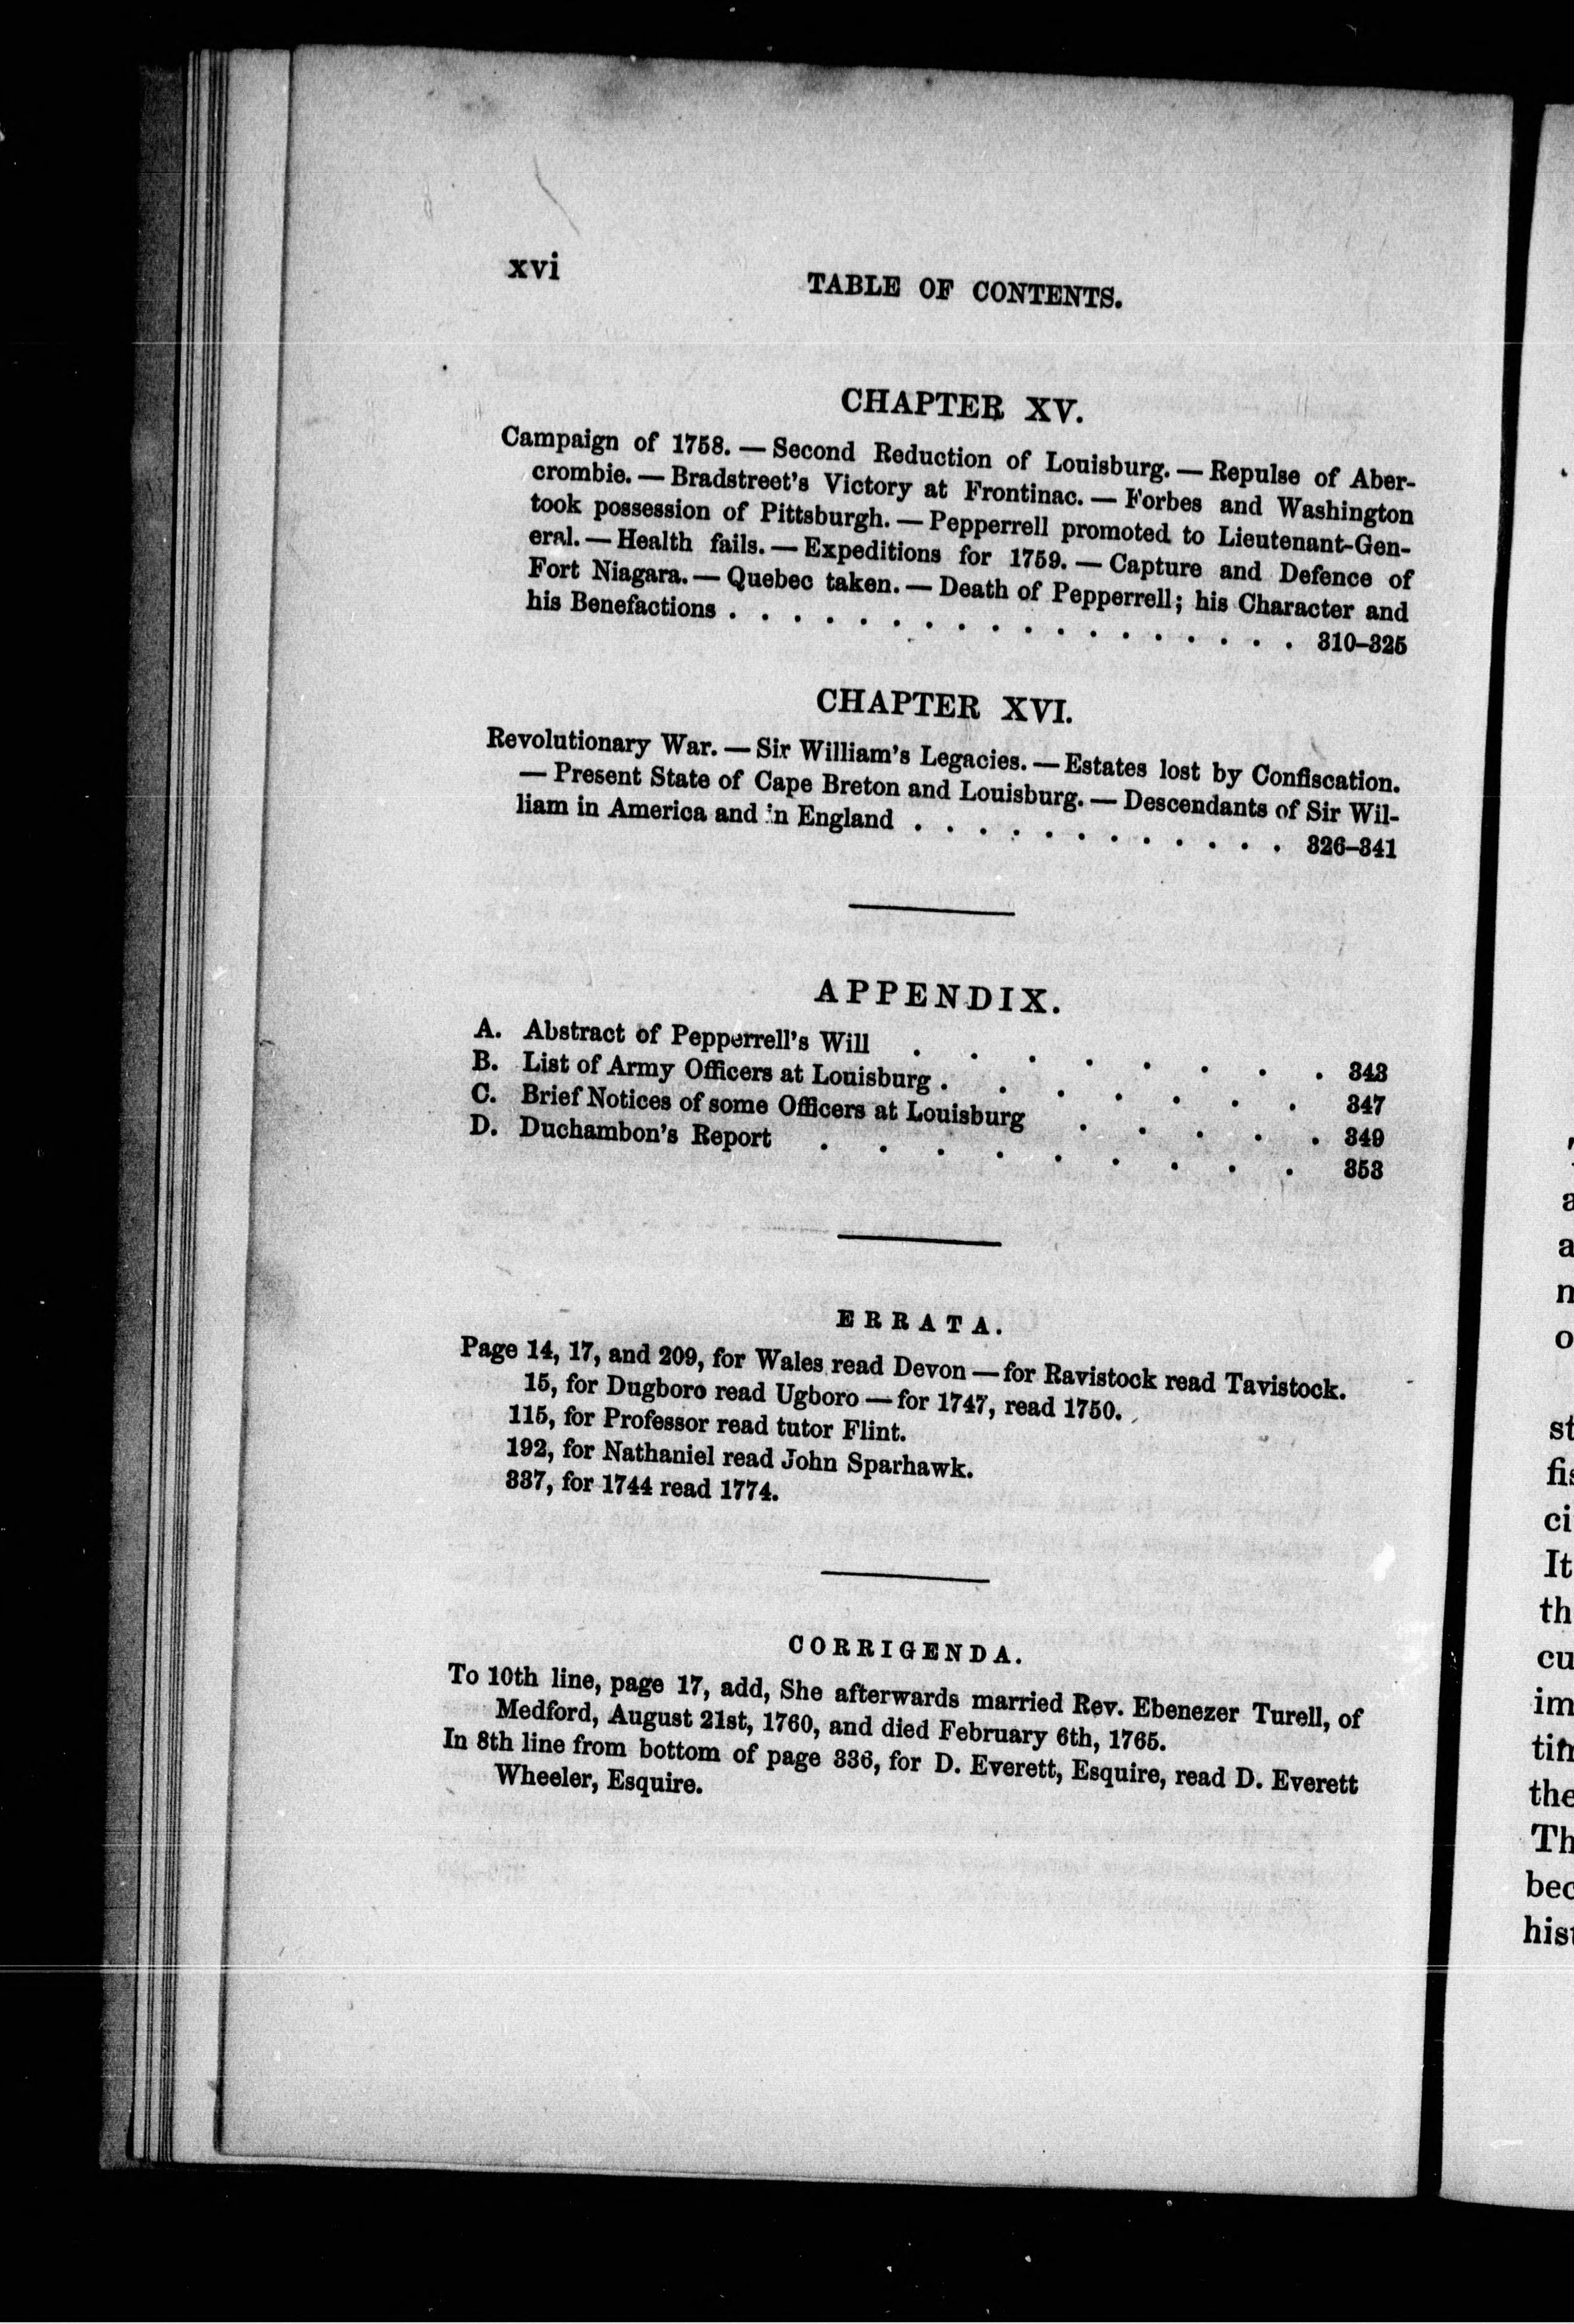 xvi
TABLE OF CONTENTS.
CHAPTER XV.
Campaign of 1758. — Second Reduction of Louisburg. — Repulse of Aber-
crombie. — Bradstreet's Victory at Frontinac. — Forbes and Washington
took possession of Pittsburgh. — Pepperrell promoted to Lieutenant-Gen-
eral. — Health fails. — Expeditions for 1759. — Capture and Defence of
Fort Niagara. — Quebec taken. — Death of Pepperrell; his Character and
his Benefactions . . . . . . . . . . . . . . . . . . 310–325
CHAPTER XVI.
Revolutionary War. — Sir William's Legacies. — Estates lost by Confiscation.
— Present State of Cape Breton and Louisburg. — Descendants of Sir Wil-
liam in America and in England . . . . . . . . . . . . 326–341
APPENDIX.
A. Abstract of Pepperrell's Will . . . . . . . . 343
B. List of Army Officers at Louisburg . . . . . . . 347
C. Brief Notices of some Officers at Louisburg . . . . . 349
D. Duchambon's Report . . . . . . . . . 353
ERRATA.
Page 14, 17, and 209, for Wales read Devon — for Ravistock read Tavistock.
15, for Dugboro read Ugboro — for 1747, read 1750.
115, for Professor read tutor Flint.
192, for Nathaniel read John Sparhawk.
337, for 1744 read 1774.
CORRIGENDA.
To 10th line, page 17, add, She afterwards married Rev. Ebenezer Turell, of
Medford, August 21st, 1760, and died February 6th, 1765.
In 8th line from bottom of page 336, for D. Everett, Esquire, read D. Everett
Wheeler, Esquire.